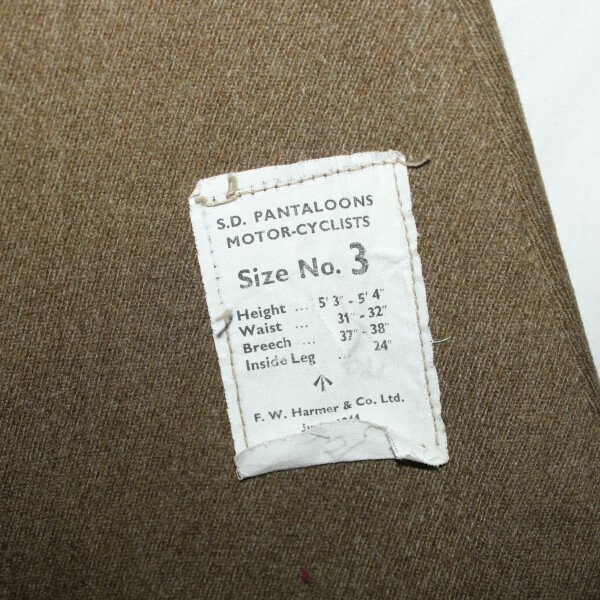 S.D. PANTALOONS
MOTOR-CYCLISTS
Size No. 3
Height ... 5' 3" - 5' 4"
Waist ... 31" - 32"
Breech ... 37" - 38"
Inside Leg ... 24"
F. W. Harmer & Co. Ltd.